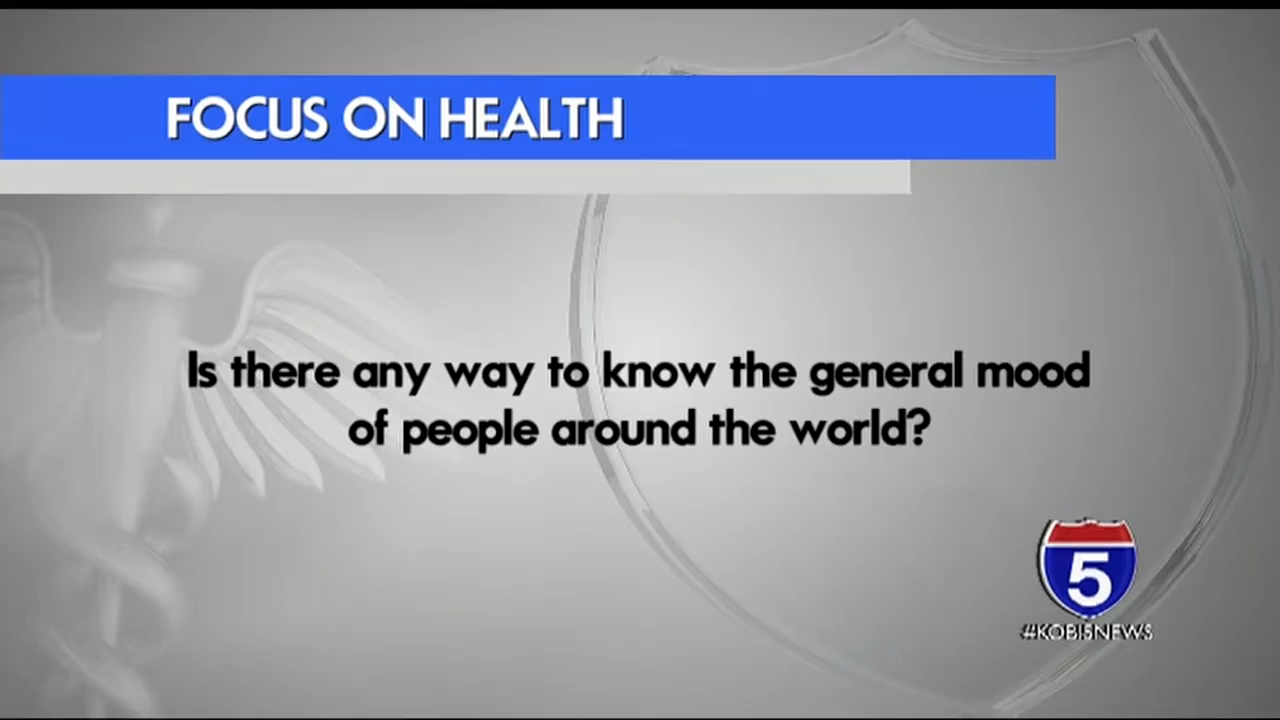 FOCUS ON HEALTH
Is there any way to know the general mood
of people around the world?
5
#KOBI5NEWS